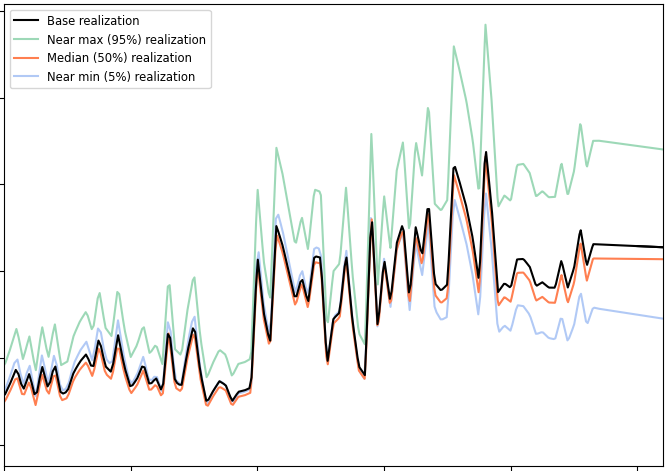 Base realization
Near max (95%) realization
Median (50%) realization
Near min (5%) realization